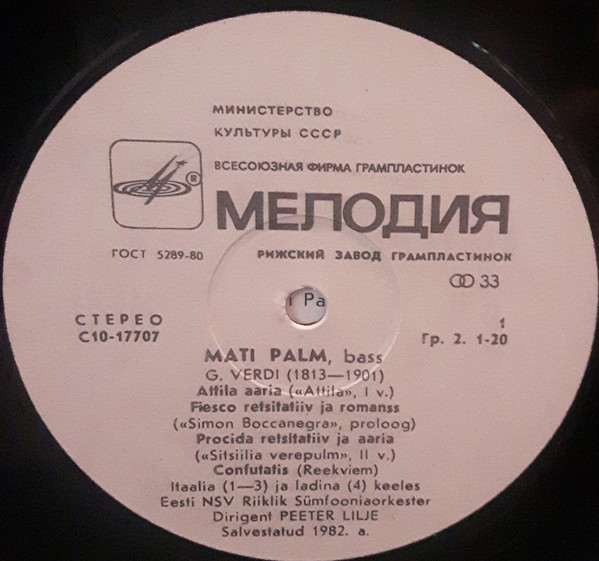 МИНИСТЕРСТВО
КУЛЬТУРЫ СССР
ВСЕСОЮЗНАЯ ФИРМА ГРАМПЛАСТИНОК
®
МЕЛОДИЯ
ГОСТ 5289-80
РИЖСКИЙ ЗАВОД ГРАМПЛАСТИНОК
33
i Pa
СТЕРЕО
С10-17707
1
Гр. 2. 1-20
MATI PALM, bass
G. VERDI (1813—1901)
Attila aaria («Attila», I v.)
Fiesco retsitatiiv ja romanss
(«Simon Boccanegra», proloog)
Procida retsitatiiv ja aaria
(«Sitsiilia verepulm», II v.)
Confutatis (Reekviem)
Itaalia (1—3) ja ladina (4) keeles
Eesti NSV Riiklik Sümfooniaorkester
Dirigent PEETER LILJE
Salvestatud 1982. a.